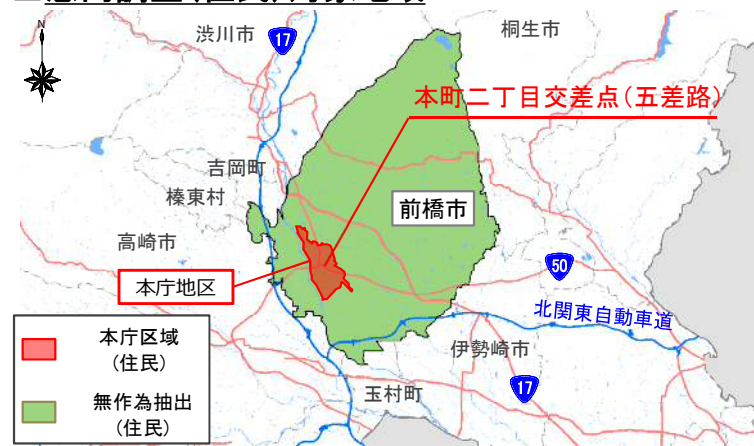 N
渋川市
17
桐生市
本町二丁目交差点(五差路)
吉岡町
榛東村
前橋市
高崎市
本庁地区
50
北関東自動車道
本庁区域
(住民)
伊勢崎市
無作為抽出
(住民)
玉村町
17